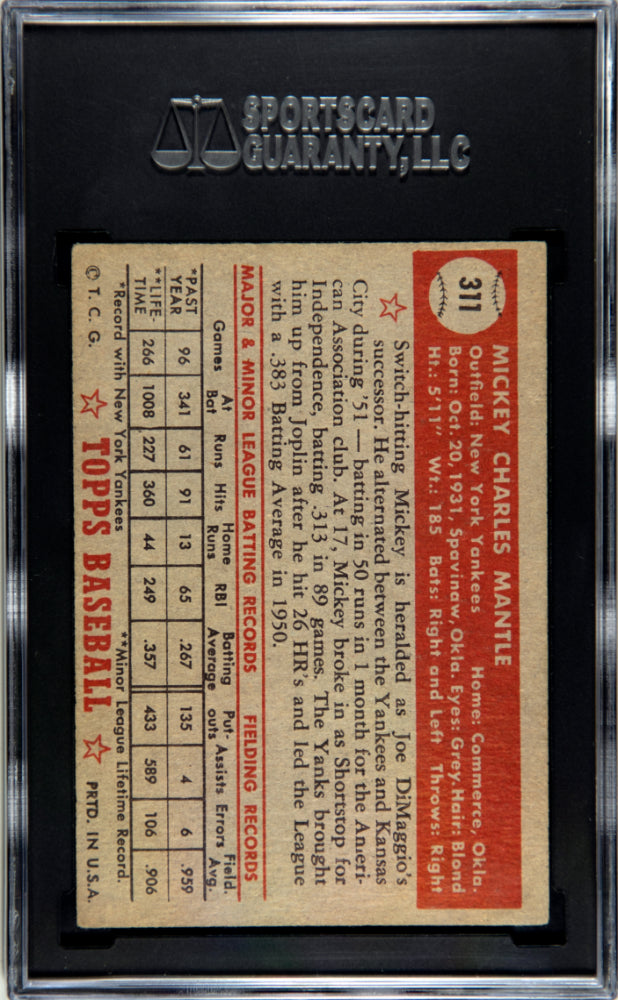 SPORTSCARD
GUARANTY, LLC
311
MICKEY CHARLES MANTLE
Outfield: New York Yankees Home: Commerce, Okla.
Born: Oct. 20, 1931, Spavinaw, Okla. Eyes: Grey Hair: Blond
Ht.: 5'11" Wt.: 185 Bats: Right and Left Throws: Right
Switch-hitting Mickey is heralded as Joe DiMaggio's
successor. He alternated between the Yankees and Kansas
City during '51 — batting in 50 runs in 1 month for the Ameri-
can Association club. At 17, Mickey broke in as Shortstop for
Independence, batting .313 in 89 games. The Yanks brought
him up from Joplin after he hit 26 HR's and led the League
with a .383 Batting Average in 1950.
MAJOR & MINOR LEAGUE BATTING RECORDS FIELDING RECORDS
Games At Bat Runs Hits Home Runs RBI Batting Average Put-outs Assists Errors Field. Avg.
*PAST YEAR 96 341 61 91 13 65 .267 135 4 6 .959
**LIFE-TIME 266 1008 227 360 44 249 .357 433 589 106 .906
*Record with New York Yankees **Minor League Lifetime Record.
© T. C. G. TOPPS BASEBALL PRTD. IN U.S.A.